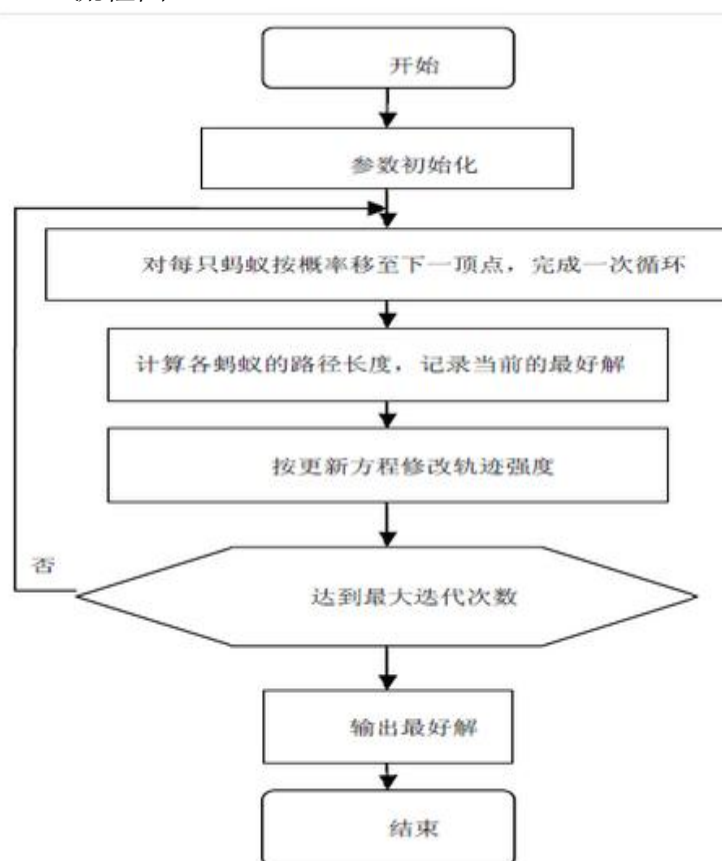 开始
参数初始化
对每只蚂蚁按概率移至下一顶点，完成一次循环
计算各蚂蚁的路径长度，记录当前的最好解
按更新方程修改轨迹强度
否
达到最大迭代次数
输出最好解
结束